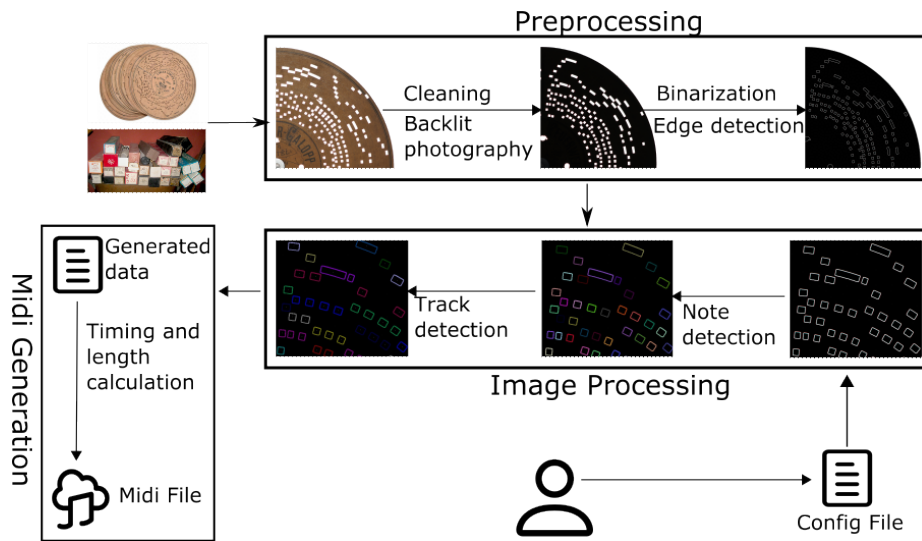 Preprocessing
Cleaning
Backlit
photography
Binarization
Edge detection
GALOPP
Generated
data
Timing and
length
calculation
Midi File
Midi Generation
Track
detection
Note
detection
Image Processing
Config File